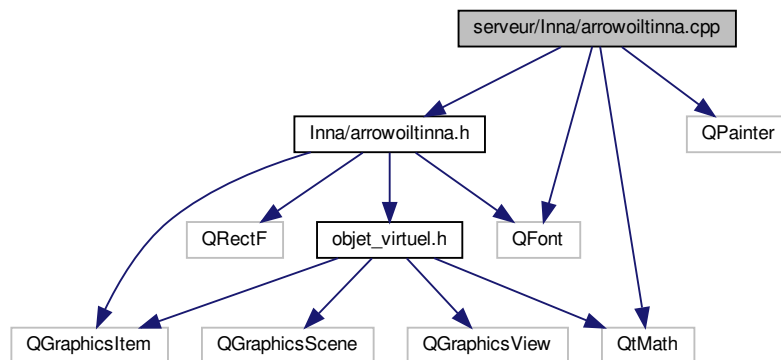 serveur/Inna/arrowoiltinna.cpp
Inna/arrowoiltinna.h
QPainter
QRectF
objet_virtuel.h
QFont
QGraphicsItem
QGraphicsScene
QGraphicsView
QtMath